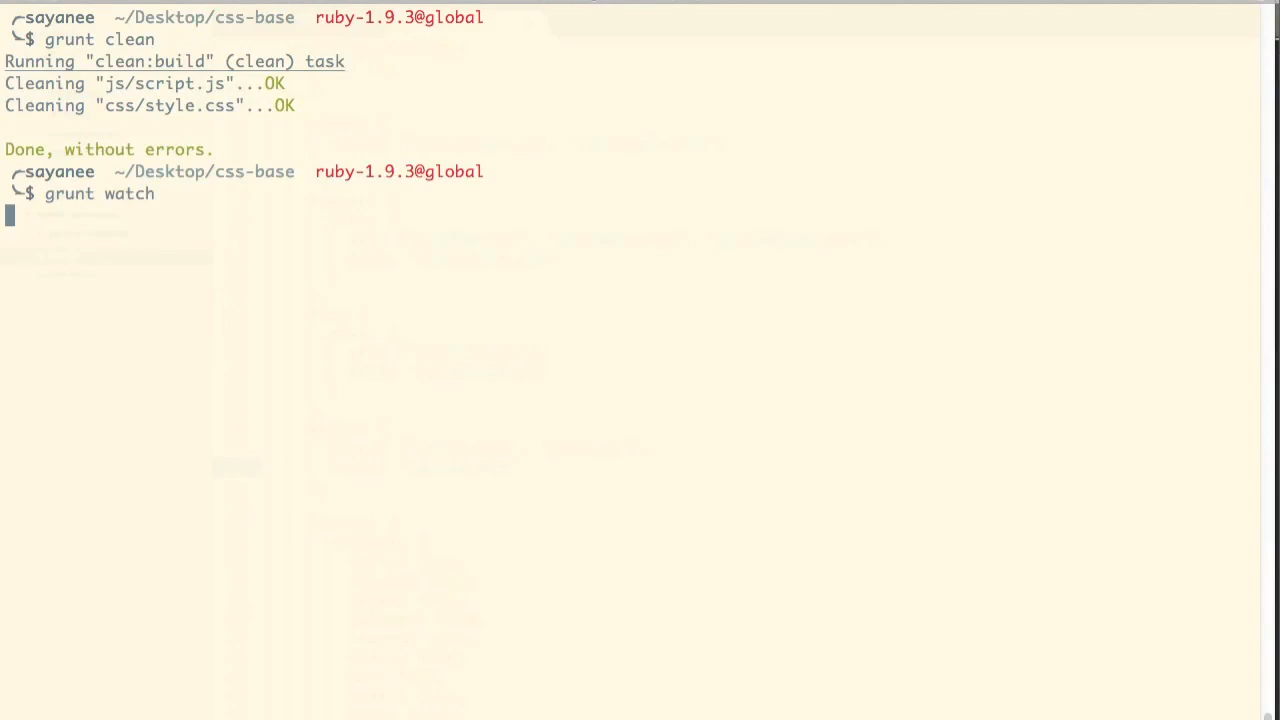 ╭sayanee  ~/Desktop/css-base  ruby-1.9.3@global
╰$ grunt clean
Running "clean:build" (clean) task
Cleaning "js/script.js"...OK
Cleaning "css/style.css"...OK
Done, without errors.
╭sayanee  ~/Desktop/css-base  ruby-1.9.3@global
╰$ grunt watch